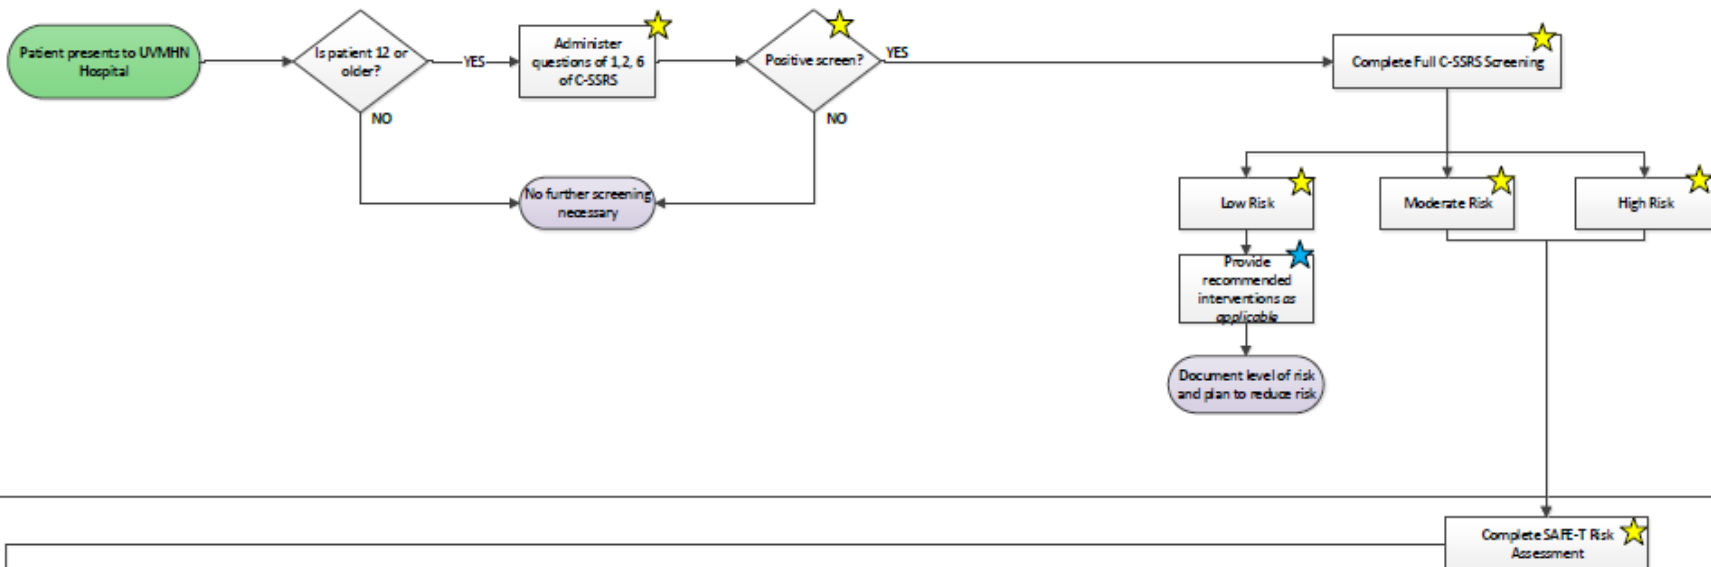 Patient presents to UVMHN
Hospital
Is patient 12 or
older?
YES
NO
Administer
questions of 1,2, 6
of C-SSRS
Positive screen?
YES
NO
No further screening
necessary
Complete Full C-SSRS Screening
Low Risk
Moderate Risk
High Risk
Provide
recommended
interventions as
applicable
Document level of risk
and plan to reduce risk
Complete SAFE-T Risk
Assessment